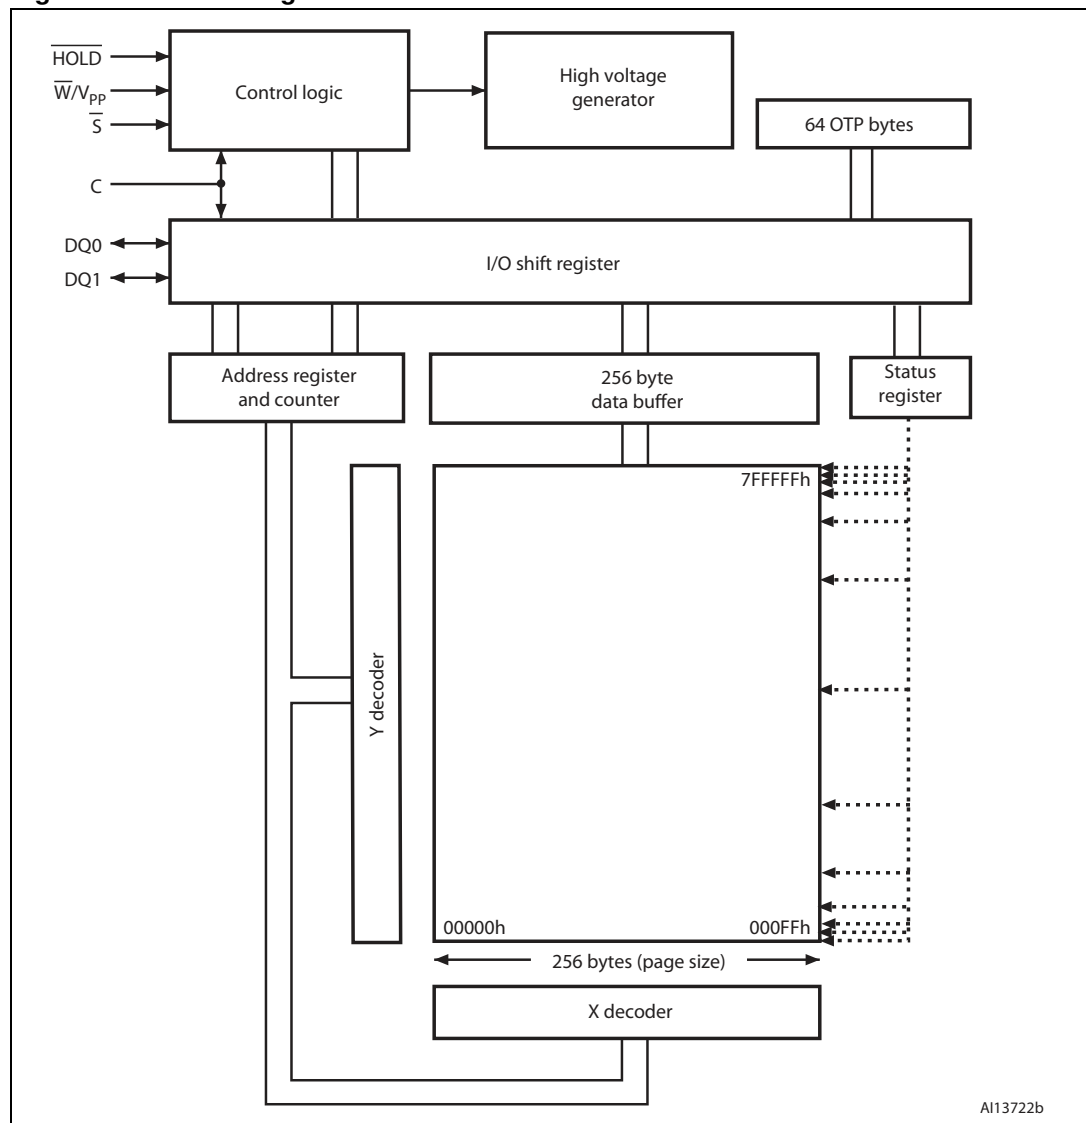 HOLD
W/VPP
S
C
DQ0
DQ1
Control logic
High voltage
generator
64 OTP bytes
I/O shift register
Address register
and counter
256 byte
data buffer
Status
register
7FFFFFh
Y decoder
00000h
000FFh
256 bytes (page size)
X decoder
AI13722b